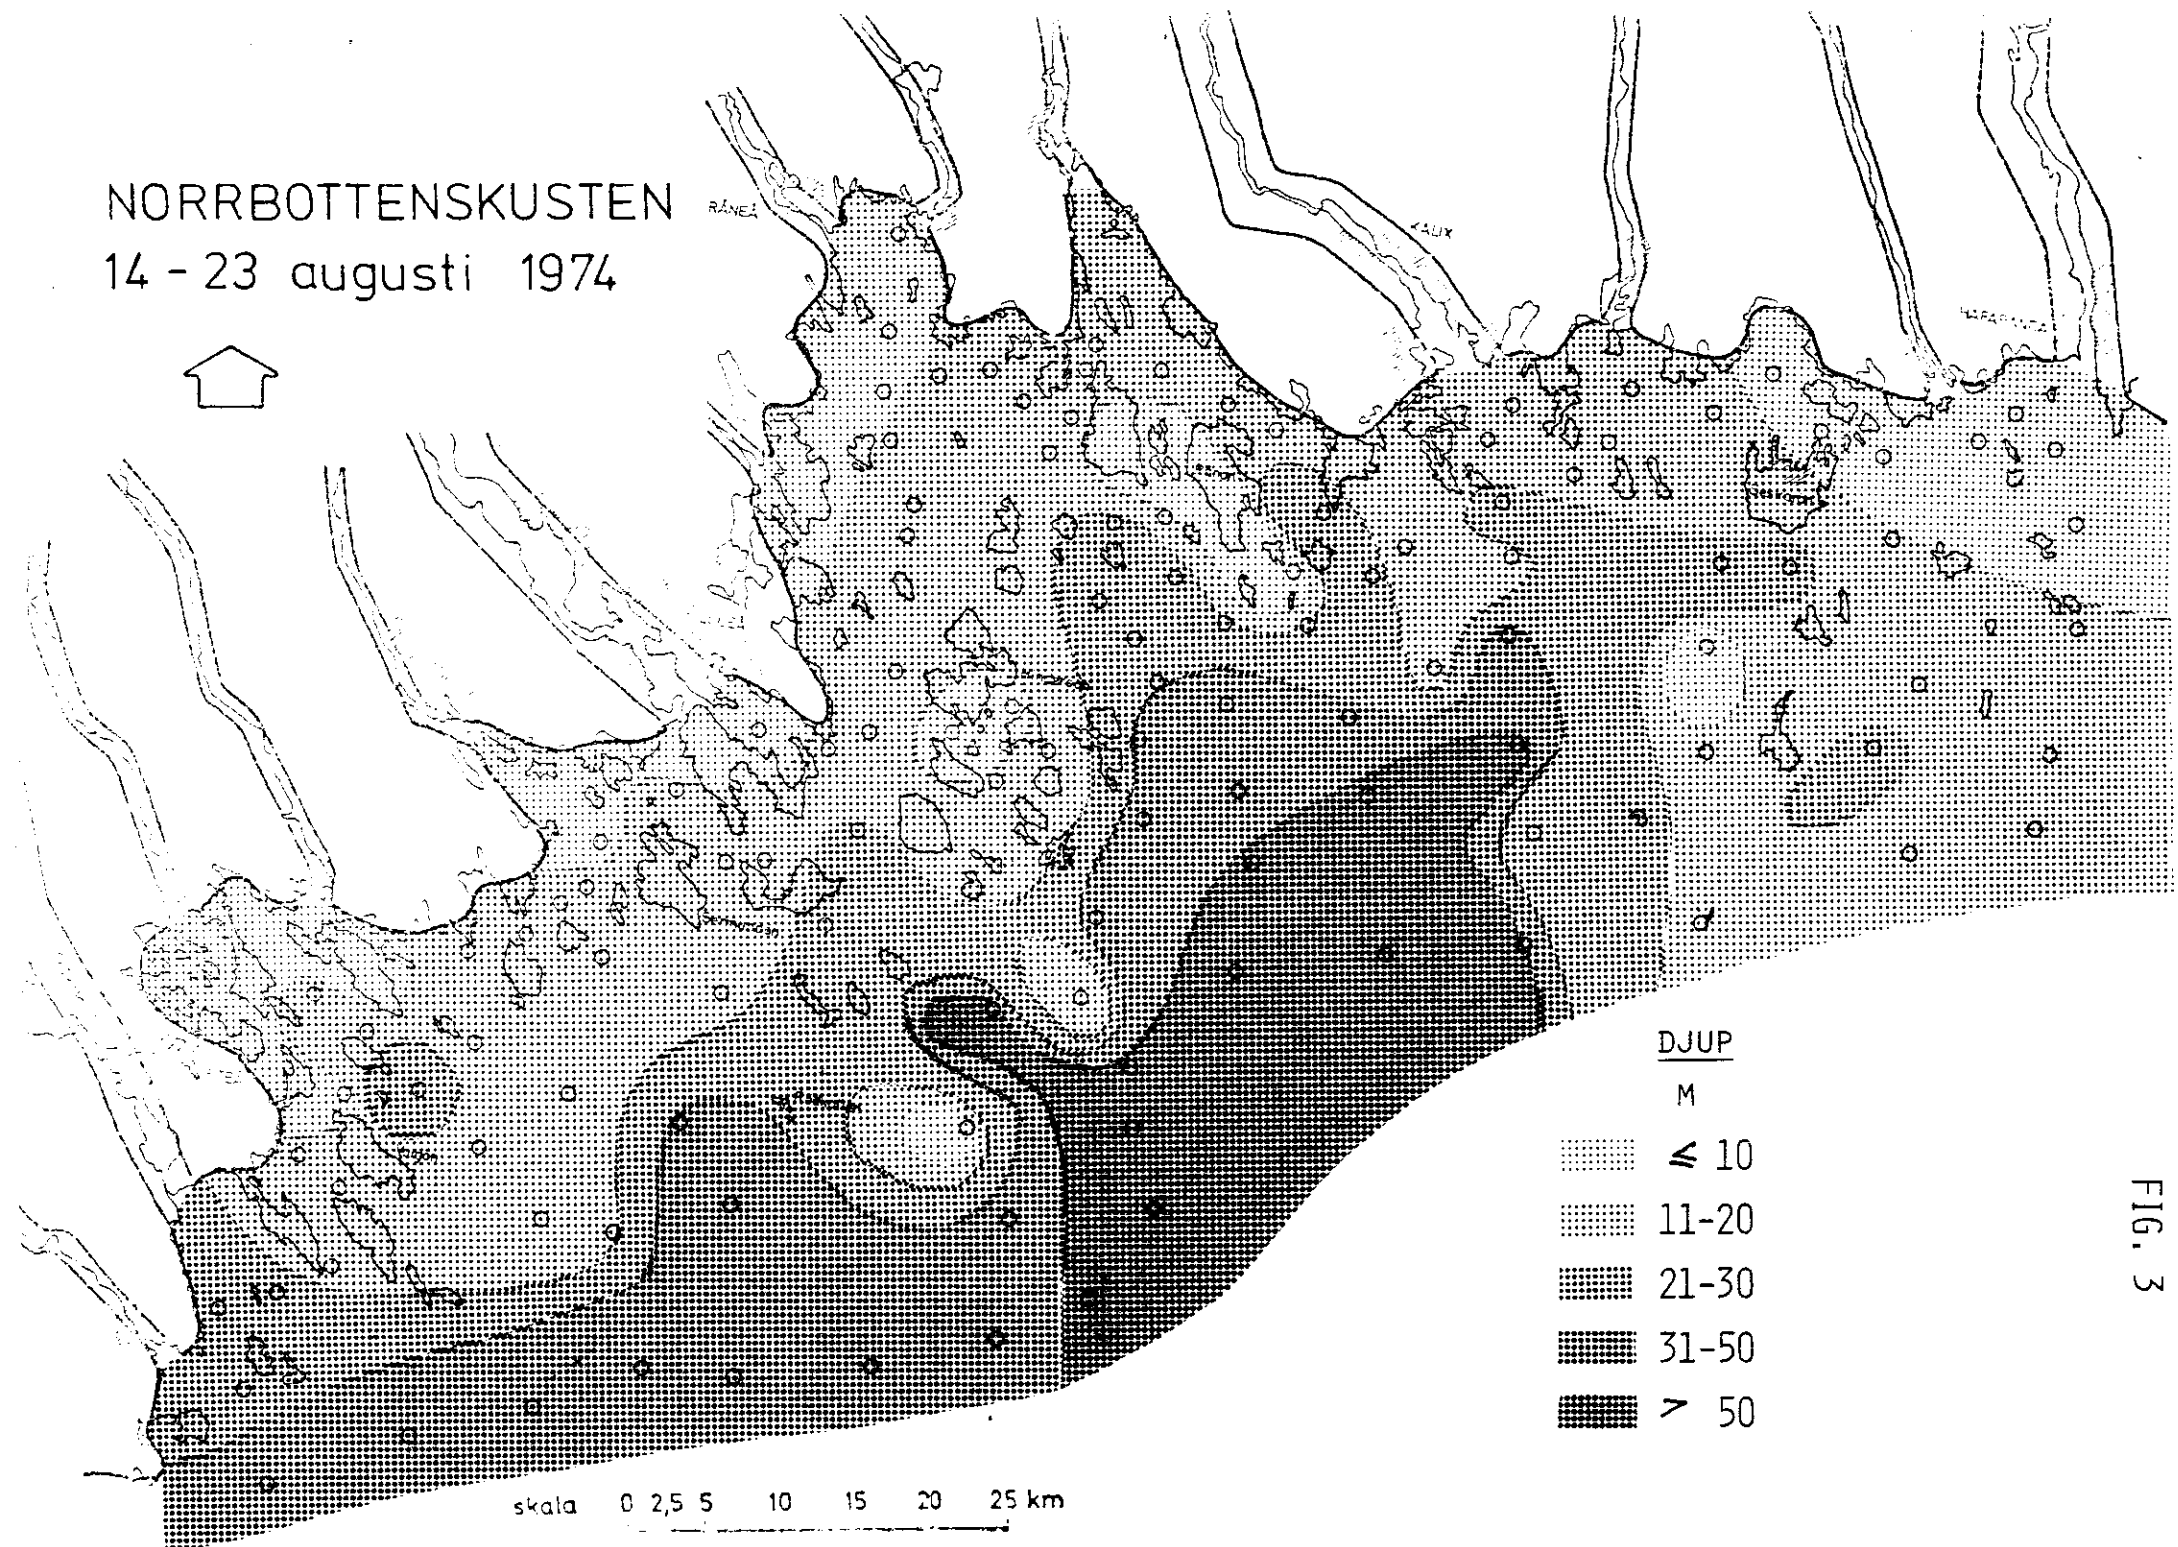 NORRBOTTENSKUSTEN
14 - 23 augusti 1974
RÅNEÅ
KALIX
HAPARANDA
DJUP
M
≤ 10
11-20
21-30
31-50
> 50
skala 0 2,5 5 10 15 20 25 km
FIG. 3